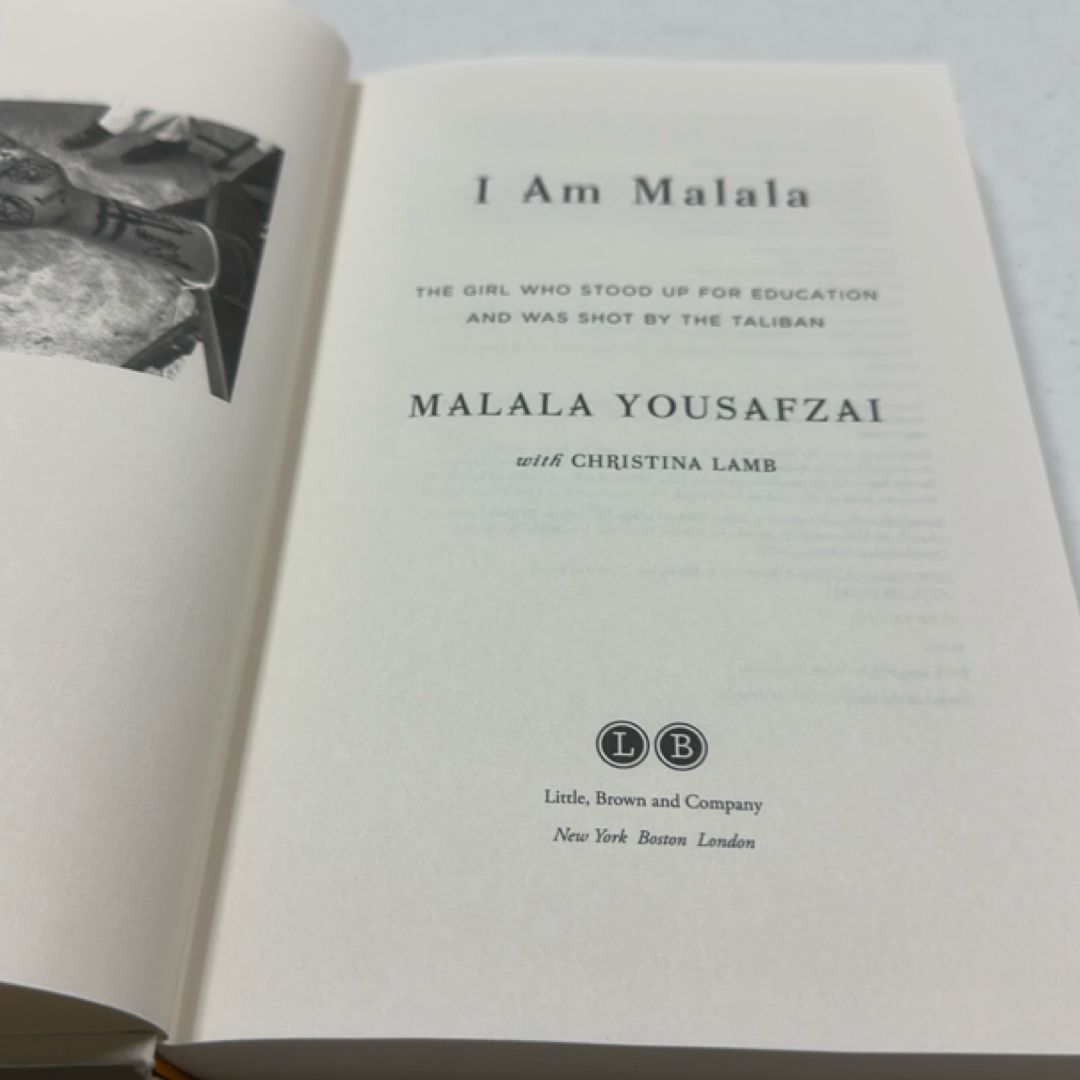 I Am Malala
THE GIRL WHO STOOD UP FOR EDUCATION
AND WAS SHOT BY THE TALIBAN
MALALA YOUSAFZAI
with CHRISTINA LAMB
L B
Little, Brown and Company
New York Boston London